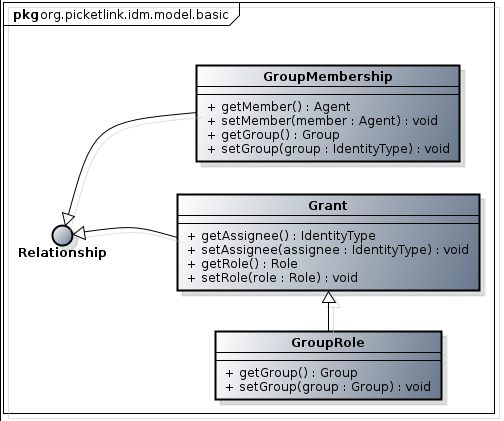 pkg org.picketlink.idm.model.basic
GroupMembership
+ getMember() : Agent
+ setMember(member : Agent) : void
+ getGroup() : Group
+ setGroup(group : IdentityType) : void
Grant
+ getAssignee() : IdentityType
+ setAssignee(assignee : IdentityType) : void
+ getRole() : Role
+ setRole(role : Role) : void
Relationship
GroupRole
+ getGroup() : Group
+ setGroup(group : Group) : void